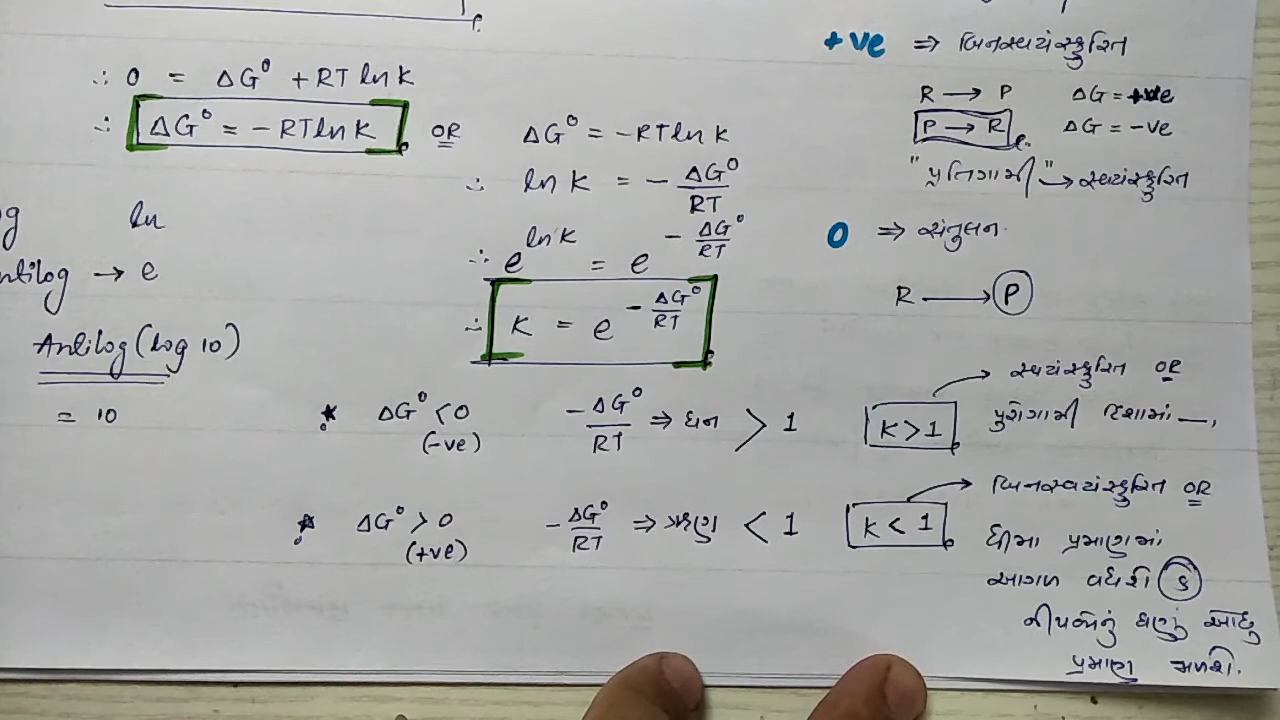 ∴ 0 = ΔG° + RT ln K
∴ ΔG° = - RT ln K OR
ΔG° = -RT ln K
∴ ln K = - ΔG°/RT
∴ e^(ln K) = e^(-ΔG°/RT)
∴ K = e^(-ΔG°/RT)
ln
→ e
Antilog (log 10)
= 10
* ΔG° < 0 -ΔG°/RT ⇒ ધન > 1 K > 1
(-ve)
* ΔG° > 0 -ΔG°/RT ⇒ ઋણ < 1 K < 1
(+ve)
+ve ⇒ બિનસ્વયંસ્ફુરિત
R → P ΔG = +ve
P → R ΔG = -ve
"પ્રતિગામી" → સ્વયંસ્ફુરિત
0 ⇒ સંતુલન.
R → P
સ્વયંસ્ફુરિત OR
પુરોગામી દિશામાં —,
બિનસ્વયંસ્ફુરિત OR
ધીમા પ્રમાણમાં
આગળ વધશે કે
નીપજોનું ઘણું ઓછું
પ્રમાણ મળશે.